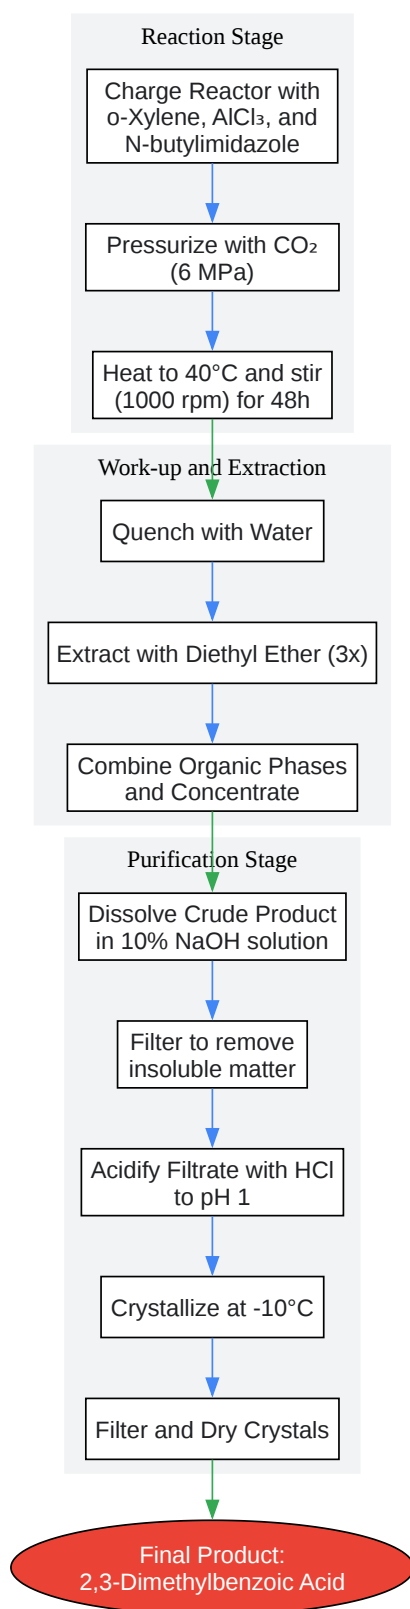 Reaction Stage
Charge Reactor with
o-Xylene, AlCl₃, and
N-butylimidazole
Pressurize with CO₂
(6 MPa)
Heat to 40°C and stir
(1000 rpm) for 48h
Work-up and Extraction
Quench with Water
Extract with Diethyl Ether (3x)
Combine Organic Phases
and Concentrate
Purification Stage
Dissolve Crude Product
in 10% NaOH solution
Filter to remove
insoluble matter
Acidify Filtrate with HCl
to pH 1
Crystallize at -10°C
Filter and Dry Crystals
Final Product:
2,3-Dimethylbenzoic Acid